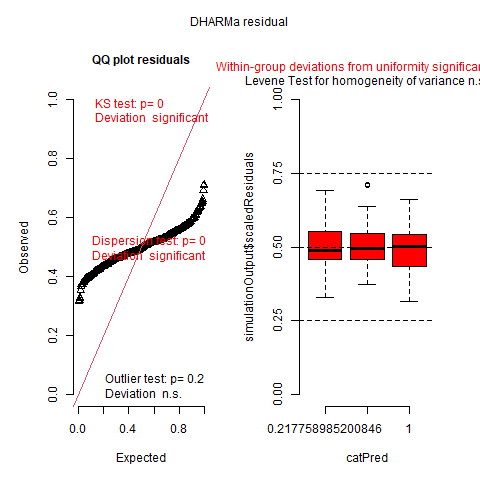 DHARMa residual
QQ plot residuals
KS test: p= 0
Deviation significant
Dispersion test: p= 0
Deviation significant
Outlier test: p= 0.2
Deviation n.s.
Observed
0.0
0.2
0.4
0.6
0.8
1.0
0.0
0.4
0.8
Expected
Within-group deviations from uniformity significan
Levene Test for homogeneity of variance n.s
simulationOutput$scaledResiduals
0.00
0.25
0.50
0.75
1.00
0.217758985200846
1
catPred